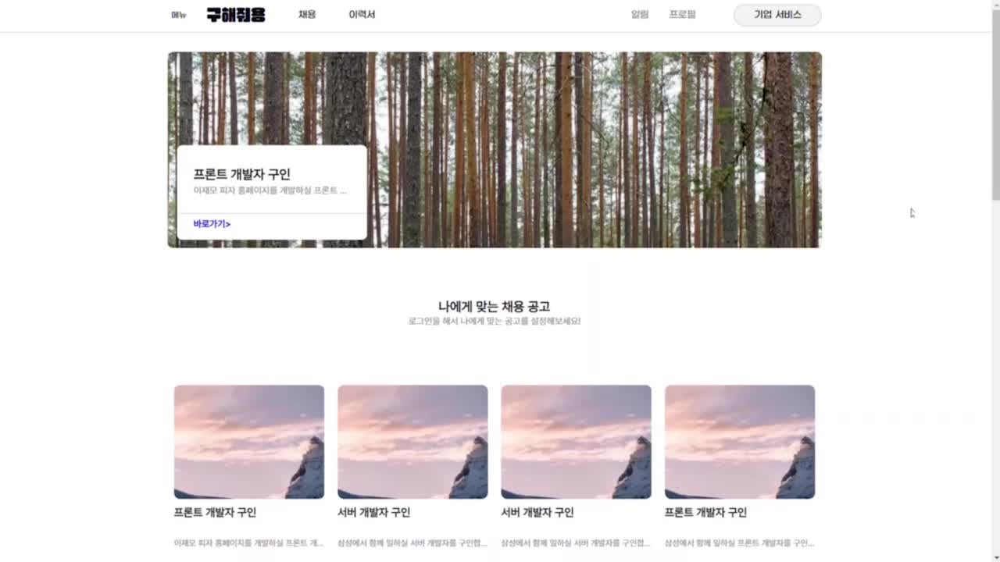 메뉴 구해줘용 채용 이력서 알림 프로필 기업 서비스
프론트 개발자 구인
이재모 피자 홈페이지를 개발하실 프론트 ...
바로가기>
나에게 맞는 채용 공고
로그인을 해서 나에게 맞는 공고를 설정해보세요!
프론트 개발자 구인 서버 개발자 구인 서버 개발자 구인 프론트 개발자 구인
이재모 피자 홈페이지를 개발하실 프론트 개... 삼성에서 함께 일하실 서버 개발자를 구인합... 삼성에서 함께 일하실 서버 개발자를 구인합... 삼성에서 함께 일하실 프론트 개발자를 구인...